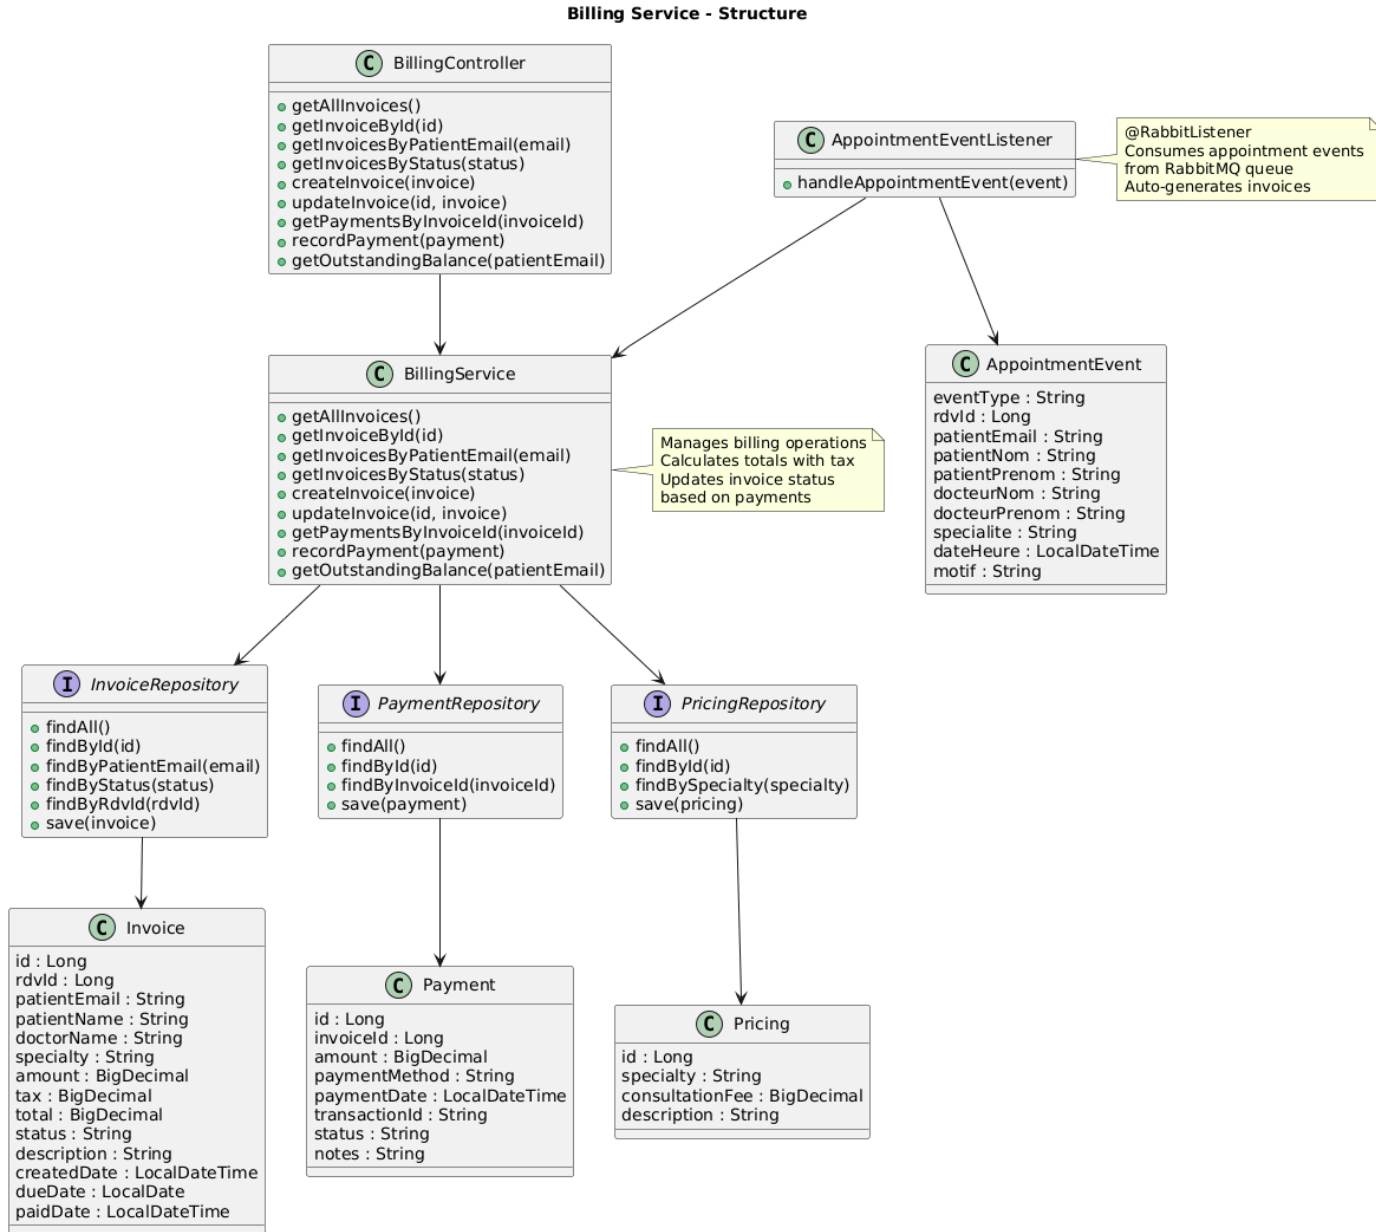 Billing Service - Structure
C BillingController
getAllInvoices()
getInvoiceById(id)
getInvoicesByPatientEmail(email)
getInvoicesByStatus(status)
createInvoice(invoice)
updateInvoice(id, invoice)
getPaymentsByInvoiceId(invoiceId)
recordPayment(payment)
getOutstandingBalance(patientEmail)
C AppointmentEventListener
handleAppointmentEvent(event)
@RabbitListener
Consumes appointment events
from RabbitMQ queue
Auto-generates invoices
C BillingService
getAllInvoices()
getInvoiceById(id)
getInvoicesByPatientEmail(email)
getInvoicesByStatus(status)
createInvoice(invoice)
updateInvoice(id, invoice)
getPaymentsByInvoiceId(invoiceId)
recordPayment(payment)
getOutstandingBalance(patientEmail)
Manages billing operations
Calculates totals with tax
Updates invoice status
based on payments
C AppointmentEvent
eventType : String
rdvId : Long
patientEmail : String
patientNom : String
patientPrenom : String
docteurNom : String
docteurPrenom : String
specialite : String
dateHeure : LocalDateTime
motif : String
I InvoiceRepository
findAll()
findById(id)
findByPatientEmail(email)
findByStatus(status)
findByRdvId(rdvId)
save(invoice)
I PaymentRepository
findAll()
findById(id)
findByInvoiceId(invoiceId)
save(payment)
I PricingRepository
findAll()
findById(id)
findBySpecialty(specialty)
save(pricing)
C Invoice
id : Long
rdvId : Long
patientEmail : String
patientName : String
doctorName : String
specialty : String
amount : BigDecimal
tax : BigDecimal
total : BigDecimal
status : String
description : String
createdDate : LocalDateTime
dueDate : LocalDate
paidDate : LocalDateTime
C Payment
id : Long
invoiceId : Long
amount : BigDecimal
paymentMethod : String
paymentDate : LocalDateTime
transactionId : String
status : String
notes : String
C Pricing
id : Long
specialty : String
consultationFee : BigDecimal
description : String